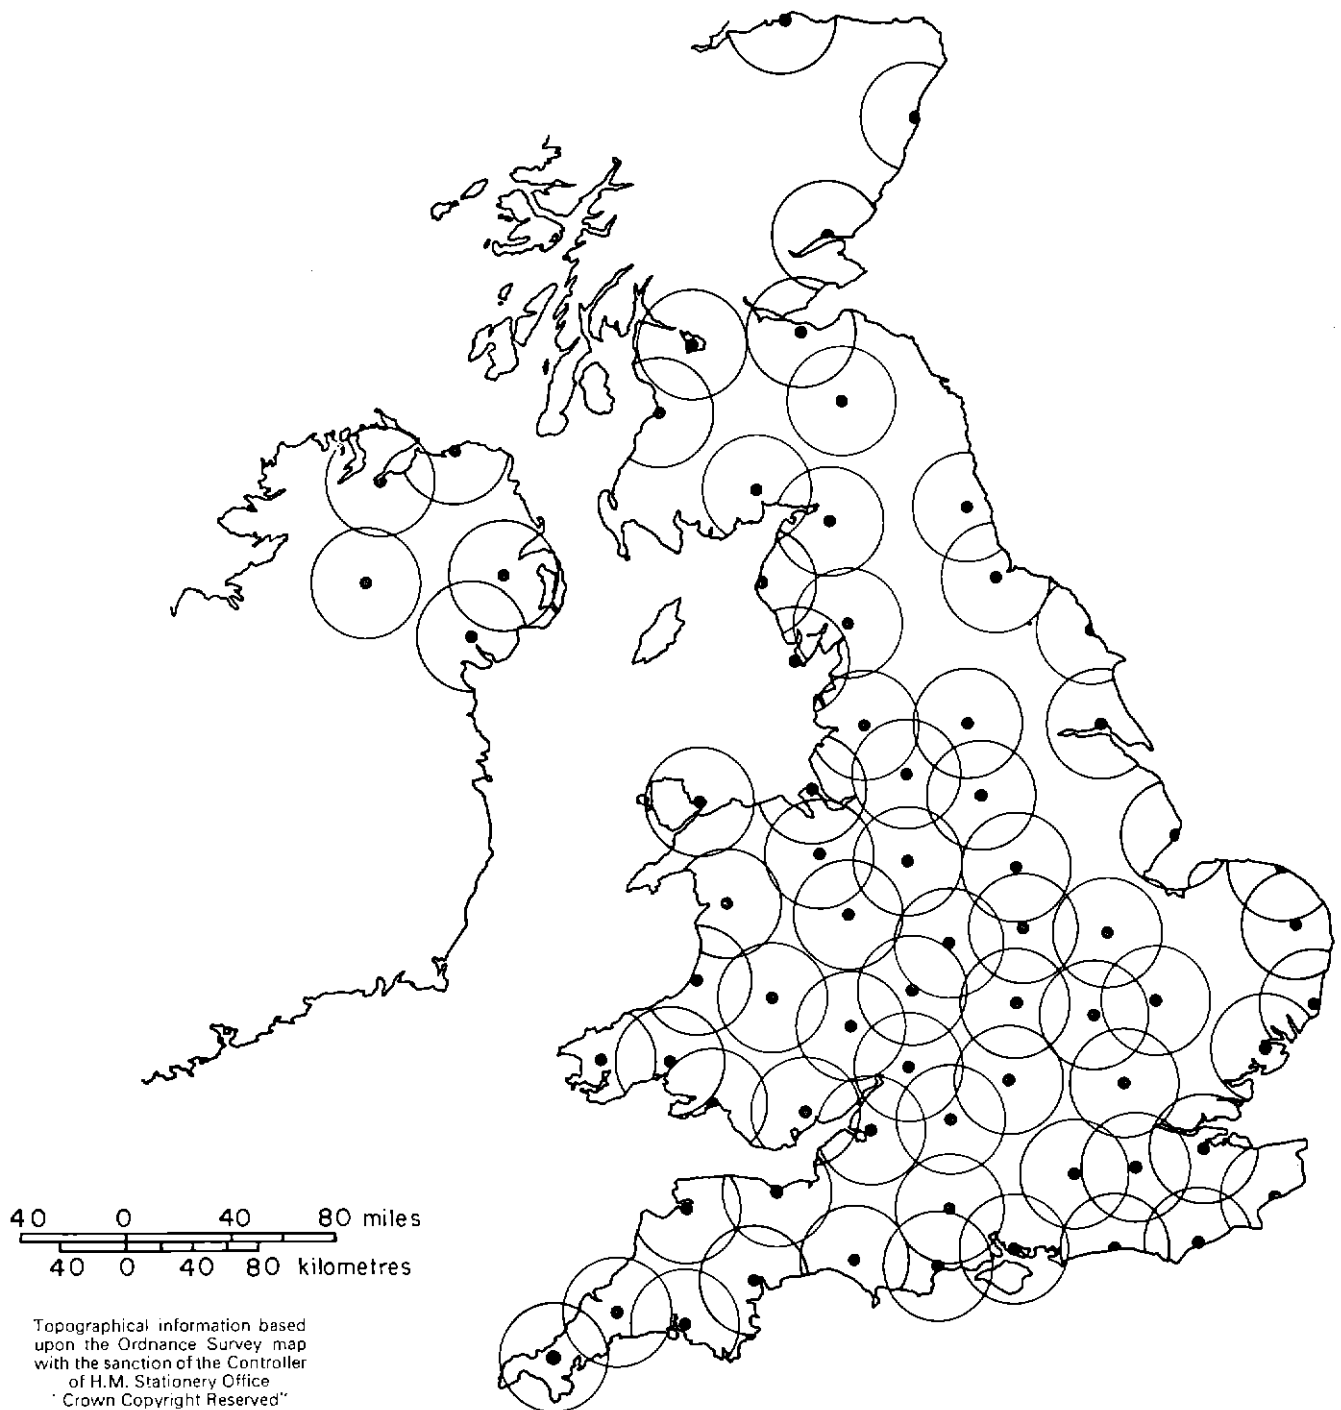 40 0 40 80 miles
40 0 40 80 kilometres
Topographical information based
upon the Ordnance Survey map
with the sanction of the Controller
of H.M. Stationery Office
' Crown Copyright Reserved"